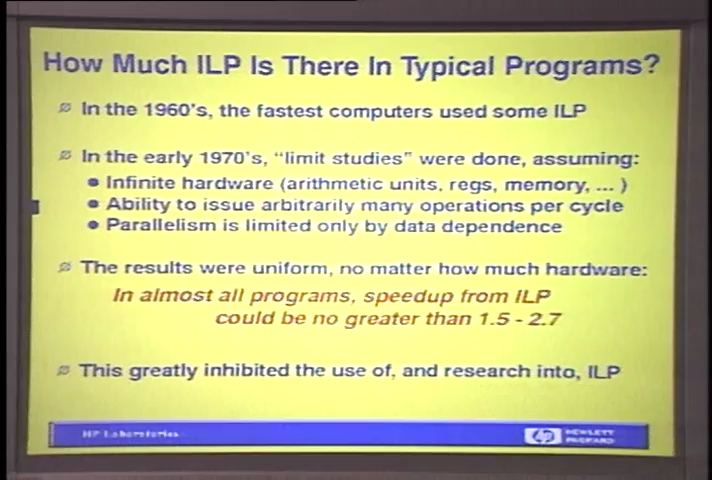 How Much ILP Is There In Typical Programs?
In the 1960's, the fastest computers used some ILP
In the early 1970's, "limit studies" were done, assuming:
Infinite hardware (arithmetic units, regs, memory, ... )
Ability to issue arbitrarily many operations per cycle
Parallelism is limited only by data dependence
The results were uniform, no matter how much hardware:
In almost all programs, speedup from ILP
could be no greater than 1.5 - 2.7
This greatly inhibited the use of, and research into, ILP
HP Laboratories
hp HEWLETT
PACKARD